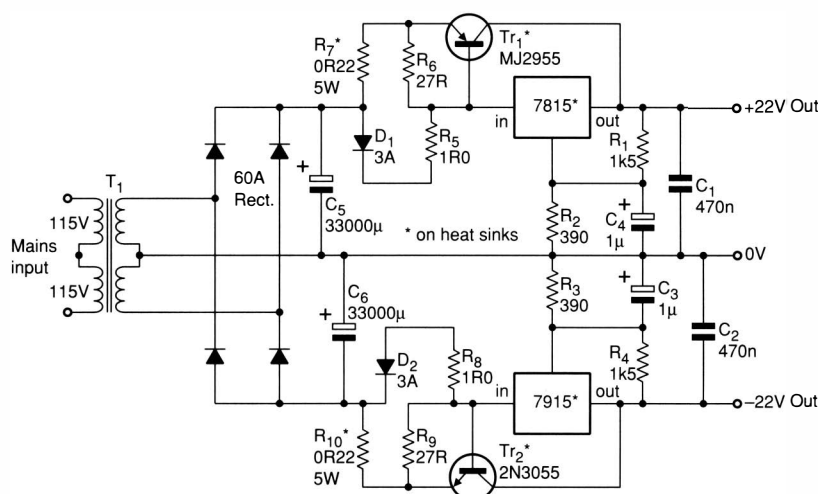 R7*
0R22
5W
R6
27R
Tr1*
MJ2955
7815*
in
out
+22V Out
D1
3A
R5
1R0
R1
1k5
C1
470n
T1
60A
Rect.
+
C5
33000µ
R2
390
+
C4
1µ
115V
Mains
input
115V
* on heat sinks
0V
C6
33000µ
+
R3
390
+
C3
1µ
C2
470n
D2
3A
R8
1R0
R4
1k5
in
7915*
out
–22V Out
R10*
0R22
5W
R9
27R
Tr2*
2N3055